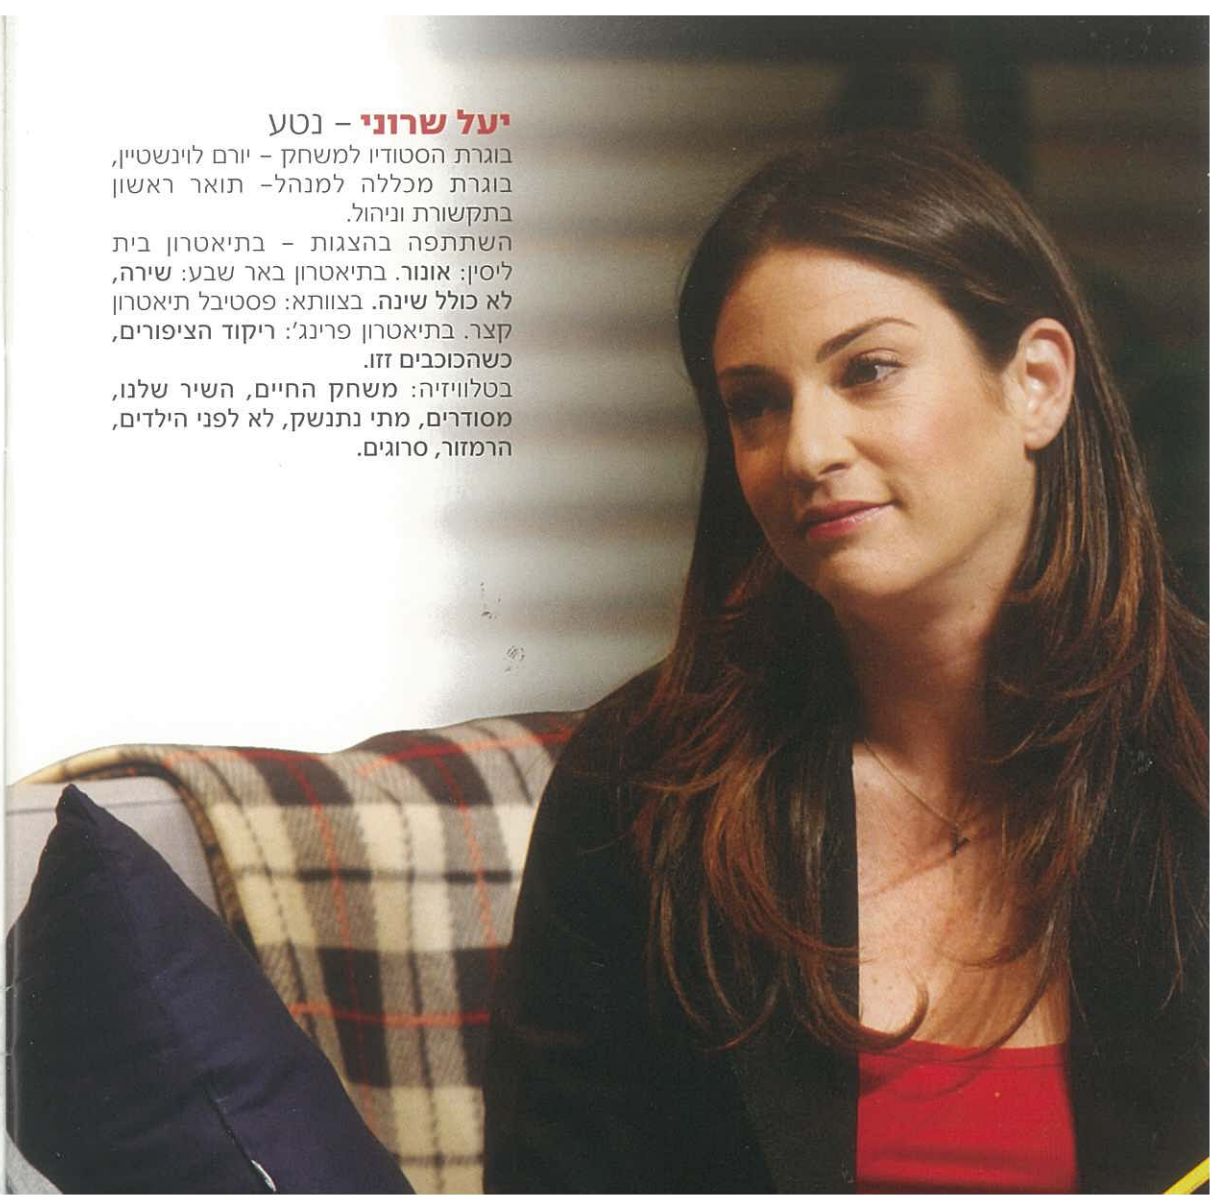 יעל שרוני – נטע
בוגרת הסטודיו למשחק – יורם לוינשטיין,
בוגרת מכללה למנהל– תואר ראשון
בתקשורת וניהול.
השתתפה בהצגות – בתיאטרון בית
ליסין: אונור. בתיאטרון באר שבע: שירה,
לא כולל שינה. בצוותא: פסטיבל תיאטרון
קצר. בתיאטרון פרינג': ריקוד הציפורים,
כשהכוכבים זזו.
בטלוויזיה: משחק החיים, השיר שלנו,
מסודרים, מתי נתנשק, לא לפני הילדים,
הרמזור, סרוגים.